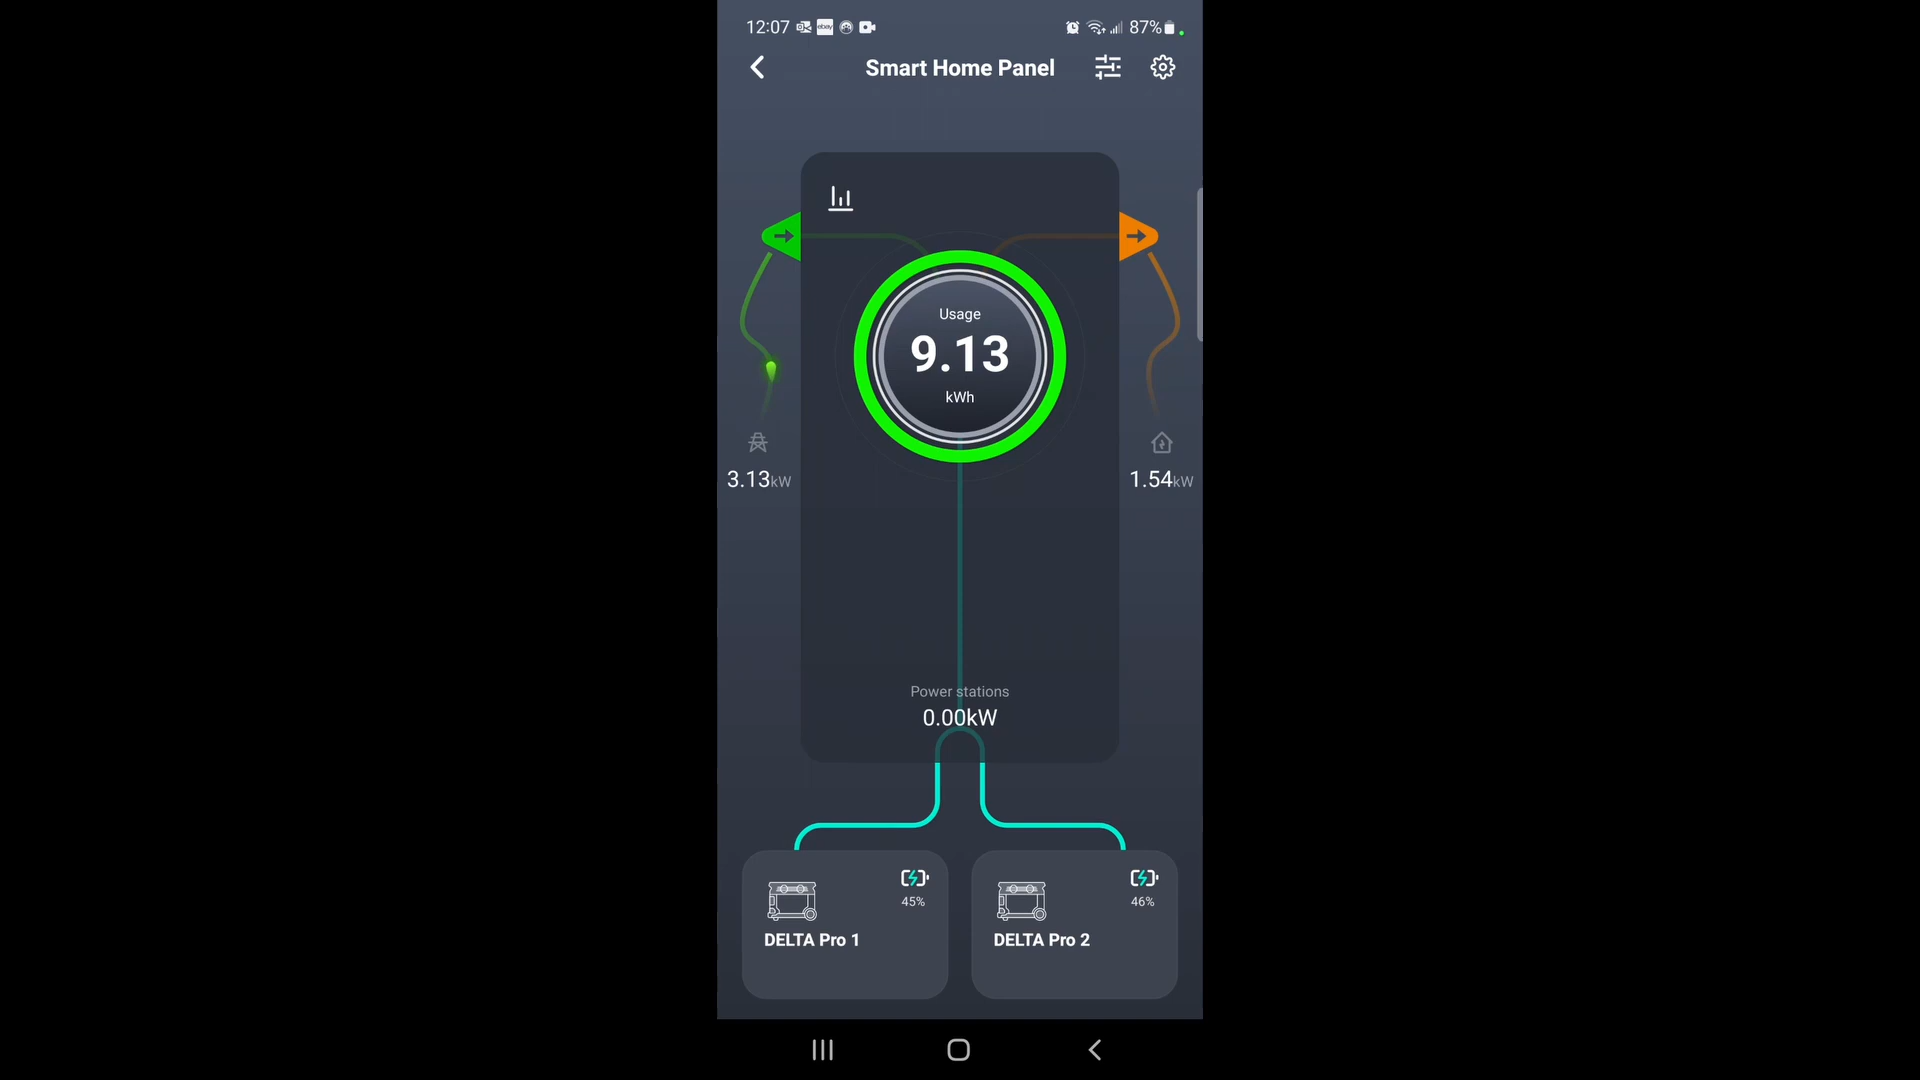 12:07 ebay 87%
Smart Home Panel
Usage
9.13
kWh
3.13kW
1.54kW
Power stations
0.00kW
45%
46%
DELTA Pro 1
DELTA Pro 2